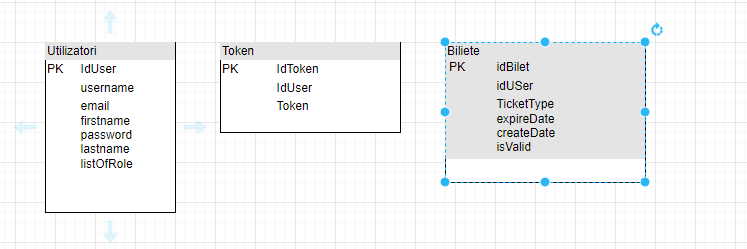 Utilizatori
PK IdUser
username
email
firstname
password
lastname
listOfRole
Token
PK IdToken
IdUser
Token
Biliete
PK idBilet
idUSer
TicketType
expireDate
createDate
isValid